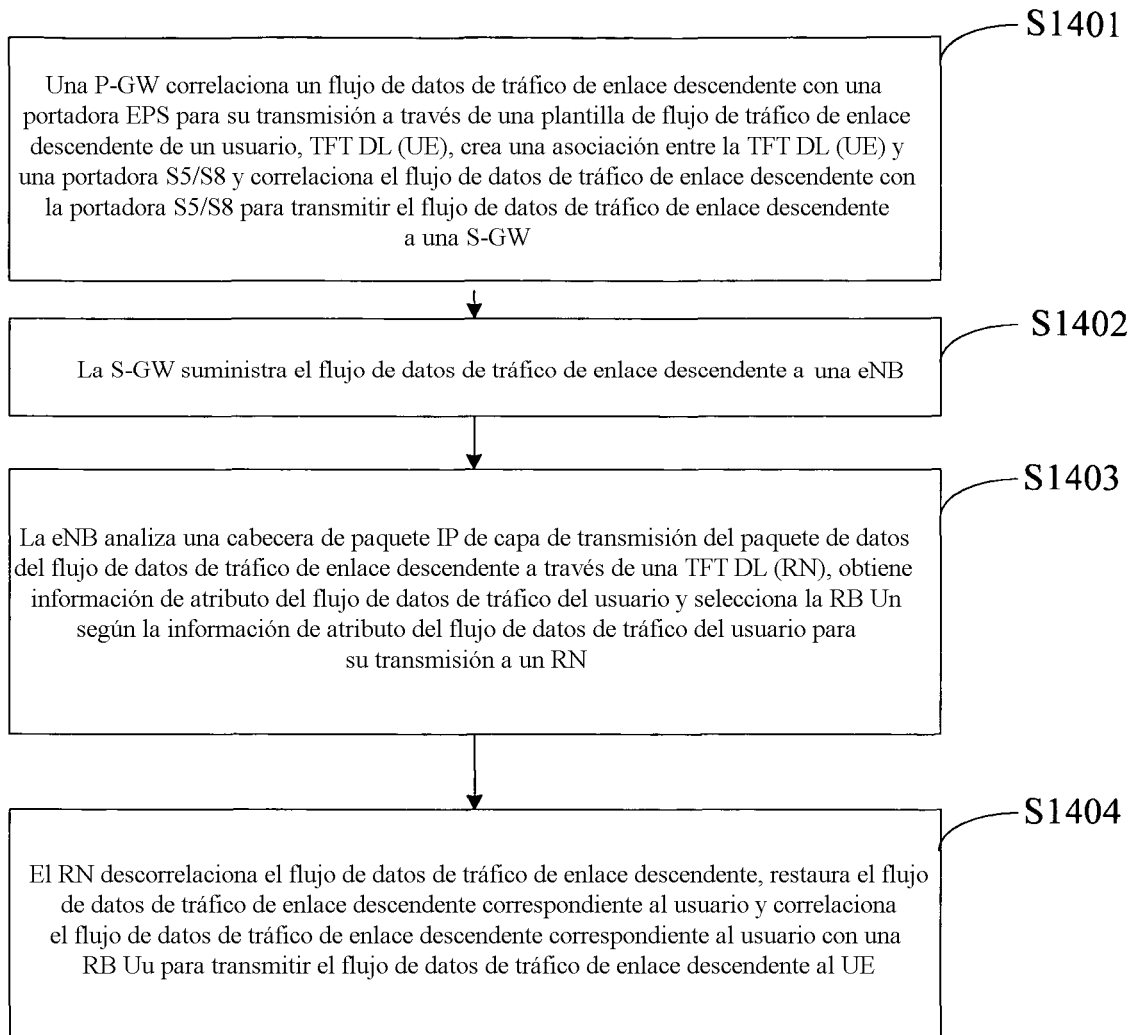 S1401
Una P-GW correlaciona un flujo de datos de tráfico de enlace descendente con una
portadora EPS para su transmisión a través de una plantilla de flujo de tráfico de enlace
descendente de un usuario, TFT DL (UE), crea una asociación entre la TFT DL (UE) y
una portadora S5/S8 y correlaciona el flujo de datos de tráfico de enlace descendente con
la portadora S5/S8 para transmitir el flujo de datos de tráfico de enlace descendente
a una S-GW
S1402
La S-GW suministra el flujo de datos de tráfico de enlace descendente a una eNB
S1403
La eNB analiza una cabecera de paquete IP de capa de transmisión del paquete de datos
del flujo de datos de tráfico de enlace descendente a través de una TFT DL (RN), obtiene
información de atributo del flujo de datos de tráfico del usuario y selecciona la RB Un
según la información de atributo del flujo de datos de tráfico del usuario para
su transmisión a un RN
S1404
El RN descorrelaciona el flujo de datos de tráfico de enlace descendente, restaura el flujo
de datos de tráfico de enlace descendente correspondiente al usuario y correlaciona
el flujo de datos de tráfico de enlace descendente correspondiente al usuario con una
RB Uu para transmitir el flujo de datos de tráfico de enlace descendente al UE